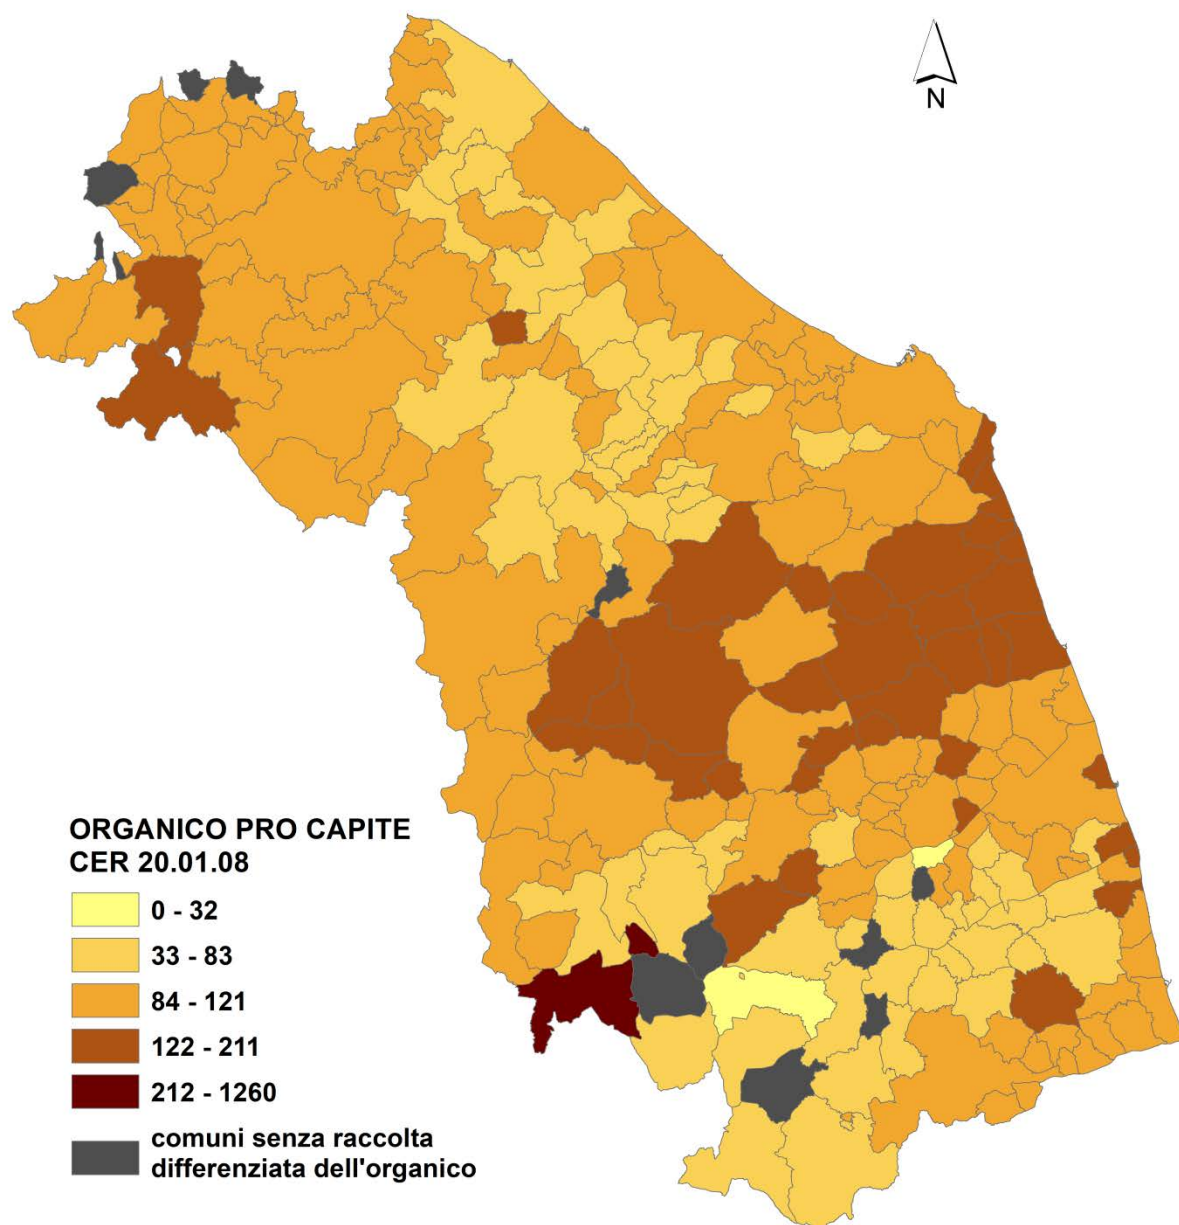 N
ORGANICO PRO CAPITE
CER 20.01.08
0 - 32
33 - 83
84 - 121
122 - 211
212 - 1260
comuni senza raccolta
differenziata dell'organico